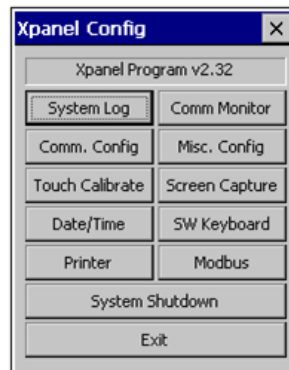 Xpanel Config
Xpanel Program v2.32
System Log Comm Monitor
Comm. Config Misc. Config
Touch Calibrate Screen Capture
Date/Time SW Keyboard
Printer Modbus
System Shutdown
Exit